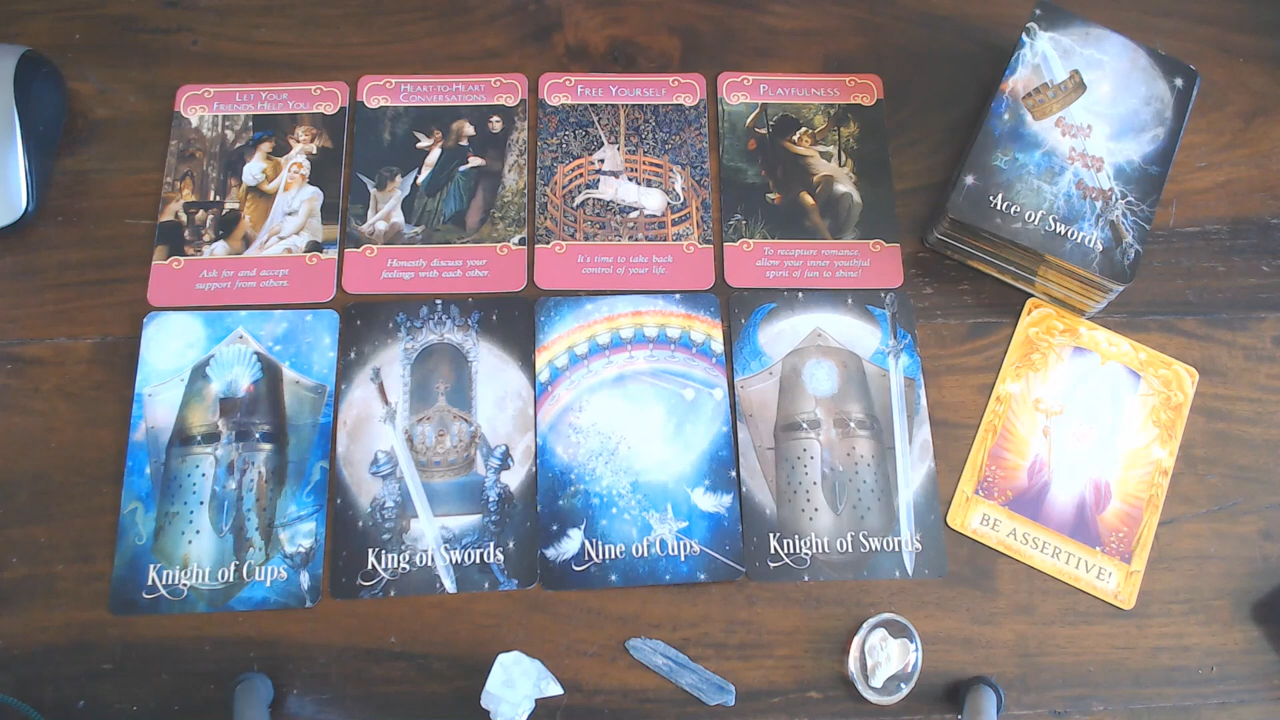 LET YOUR
FRIENDS HELP YOU
Ask for and accept
support from others.
HEART-TO-HEART
CONVERSATIONS
Honestly discuss your
feelings with each other.
FREE YOURSELF
It's time to take back
control of your life.
PLAYFULNESS
To recapture romance,
allow your inner youthful
spirit of fun to shine!
Ace of Swords
Knight of Cups
King of Swords
Nine of Cups
Knight of Swords
BE ASSERTIVE!